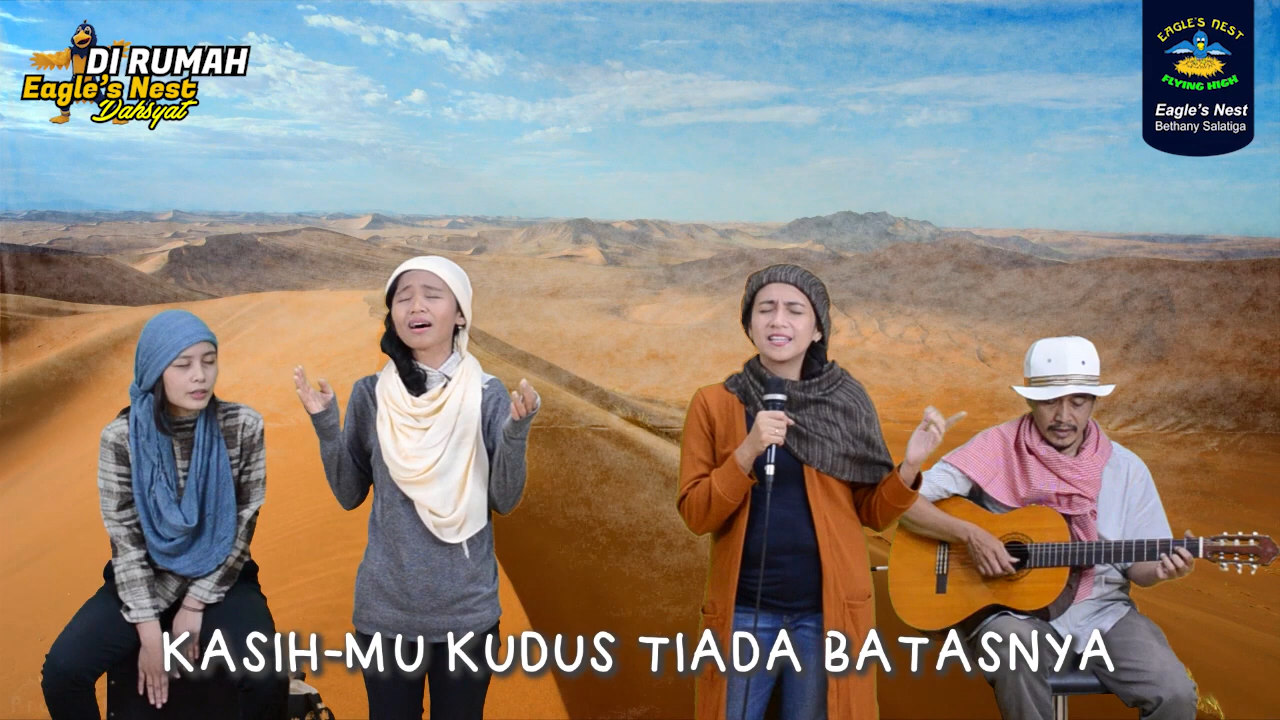 DI RUMAH
Eagle's Nest
Dahsyat
EAGLE'S NEST
FLYING HIGH
Eagle's Nest
Bethany Salatiga
KASIH-MU KUDUS TIADA BATASNYA